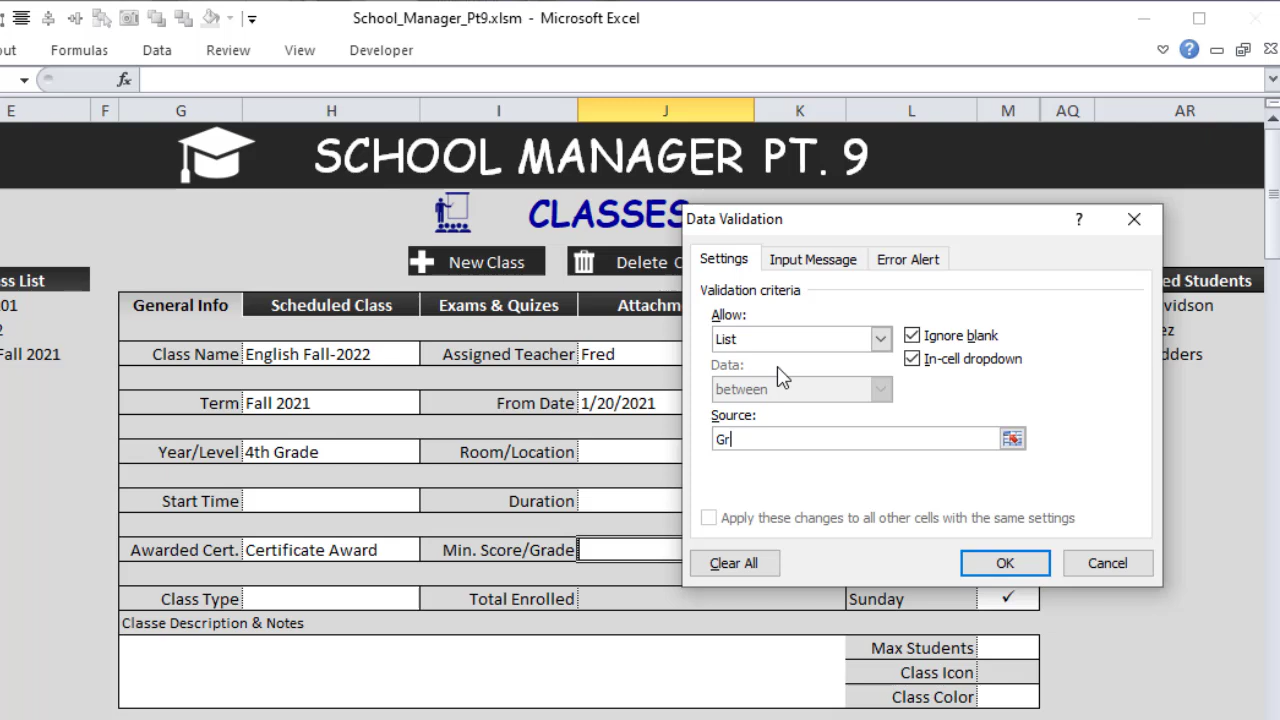 School_Manager_Pt9.xlsm - Microsoft Excel
out Formulas Data Review View Developer
fx
E F G H I J K L M AQ AR
SCHOOL MANAGER PT. 9
CLASSES
New Class Delete C
ss List
01
2
Fall 2021
General Info Scheduled Class Exams & Quizes Attachm
Class Name English Fall-2022 Assigned Teacher Fred
Term Fall 2021 From Date 1/20/2021
Year/Level 4th Grade Room/Location
Start Time Duration
Awarded Cert. Certificate Award Min. Score/Grade
Class Type Total Enrolled Sunday ✓
Classe Description & Notes
Max Students
Class Icon
Class Color
Data Validation ?
Settings Input Message Error Alert
Validation criteria
Allow:
List Ignore blank
Data: In-cell dropdown
between
Source:
Gr
Apply these changes to all other cells with the same settings
Clear All OK Cancel
ed Students
vidson
ez
dders